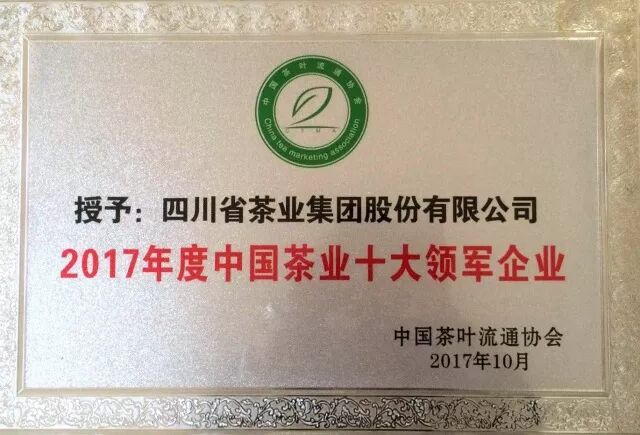 中国茶叶流通协会
CTMA
China tea marketing association
授予：四川省茶业集团股份有限公司
2017年度中国茶业十大领军企业
中国茶叶流通协会
2017年10月